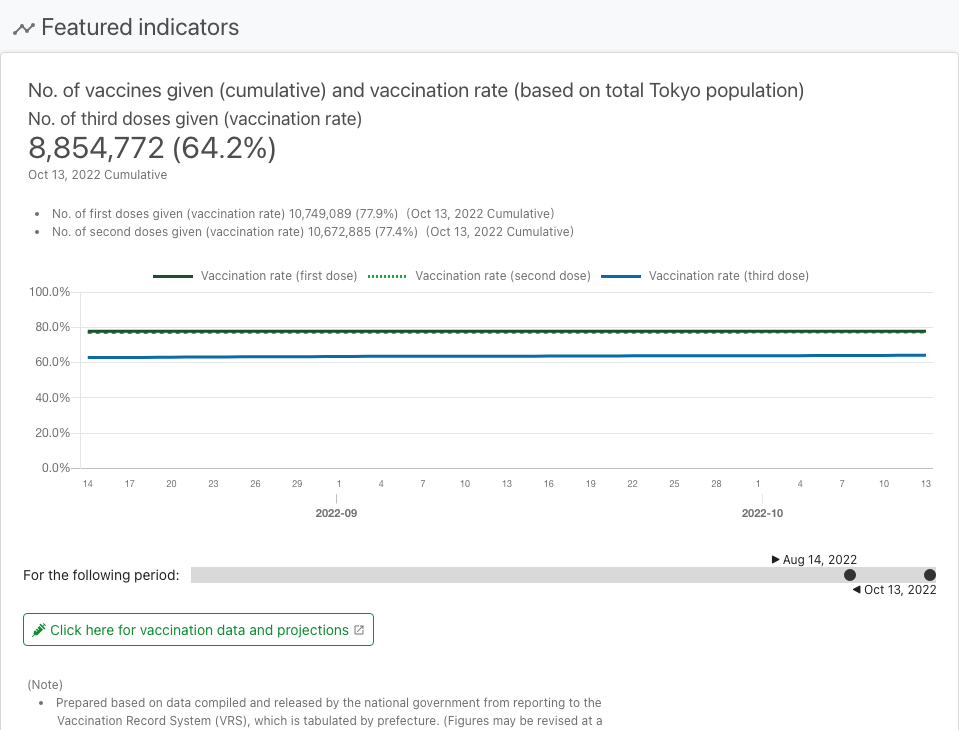 Featured indicators
No. of vaccines given (cumulative) and vaccination rate (based on total Tokyo population)
No. of third doses given (vaccination rate)
8,854,772 (64.2%)
Oct 13, 2022 Cumulative
• No. of first doses given (vaccination rate) 10,749,089 (77.9%) (Oct 13, 2022 Cumulative)
• No. of second doses given (vaccination rate) 10,672,885 (77.4%) (Oct 13, 2022 Cumulative)
Vaccination rate (first dose) Vaccination rate (second dose) Vaccination rate (third dose)
100.0%
80.0%
60.0%
40.0%
20.0%
0.0%
14 17 20 23 26 29 1 4 7 10 13 16 19 22 25 28 1 4 7 10 13
2022-09 2022-10
▶ Aug 14, 2022
For the following period:
◀ Oct 13, 2022
Click here for vaccination data and projections
(Note)
• Prepared based on data compiled and released by the national government from reporting to the
Vaccination Record System (VRS), which is tabulated by prefecture. (Figures may be revised at a